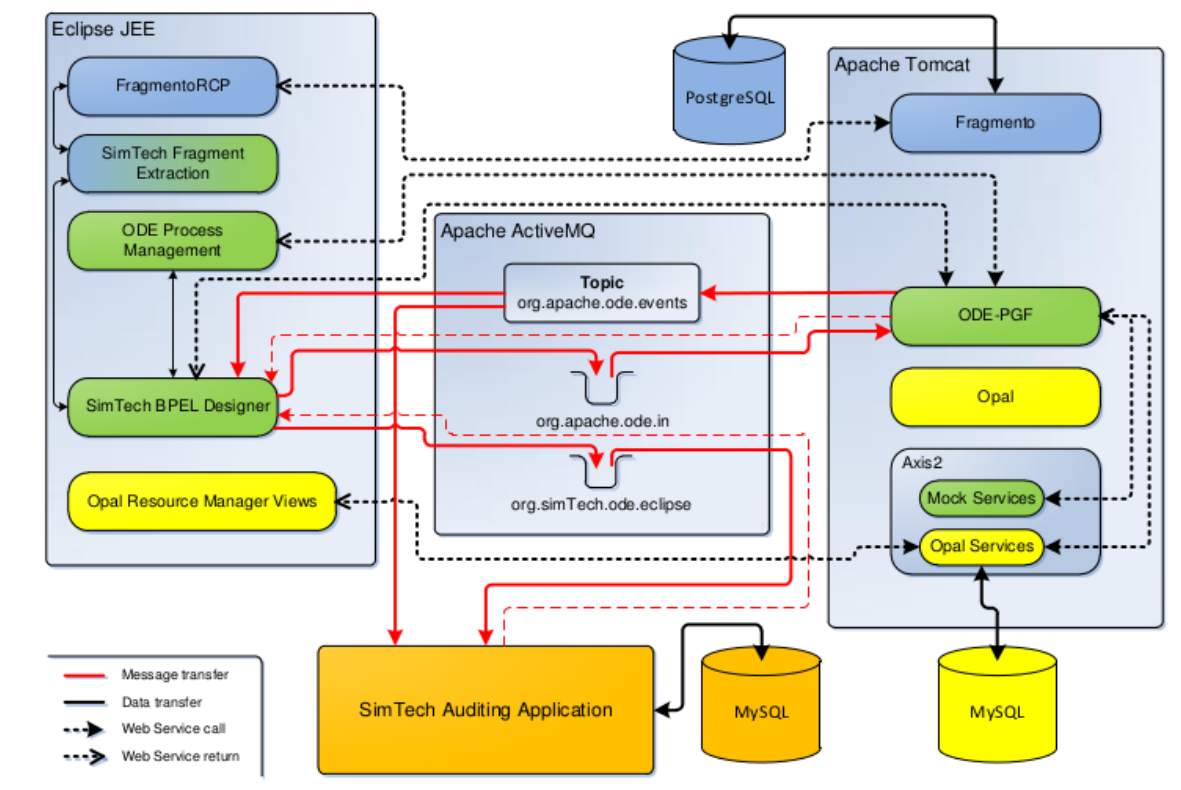 Eclipse JEE
FragmentoRCP
SimTech Fragment
Extraction
ODE Process
Management
SimTech BPEL Designer
Opal Resource Manager Views
PostgreSQL
Apache Tomcat
Fragmento
Apache ActiveMQ
Topic
org.apache.ode.events
org.apache.ode.in
org.simTech.ode.eclipse
ODE-PGF
Opal
Axis2
Mock Services
Opal Services
Message transfer
Data transfer
Web Service call
Web Service return
SimTech Auditing Application
MySQL
MySQL